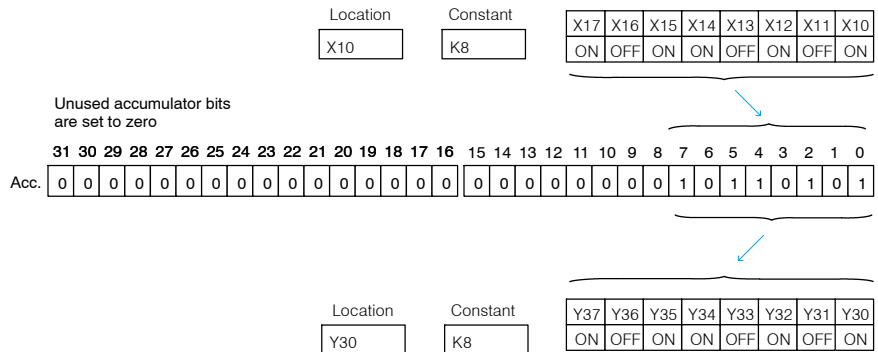 Location Constant
X10 K8
X17 X16 X15 X14 X13 X12 X11 X10
ON OFF ON ON OFF ON OFF ON
Unused accumulator bits
are set to zero
31 30 29 28 27 26 25 24 23 22 21 20 19 18 17 16 15 14 13 12 11 10 9 8 7 6 5 4 3 2 1 0
Acc. 0 0 0 0 0 0 0 0 0 0 0 0 0 0 0 0 0 0 0 0 0 0 0 0 1 0 1 1 0 1 0 1
Location Constant
Y30 K8
Y37 Y36 Y35 Y34 Y33 Y32 Y31 Y30
ON OFF ON ON OFF ON OFF ON